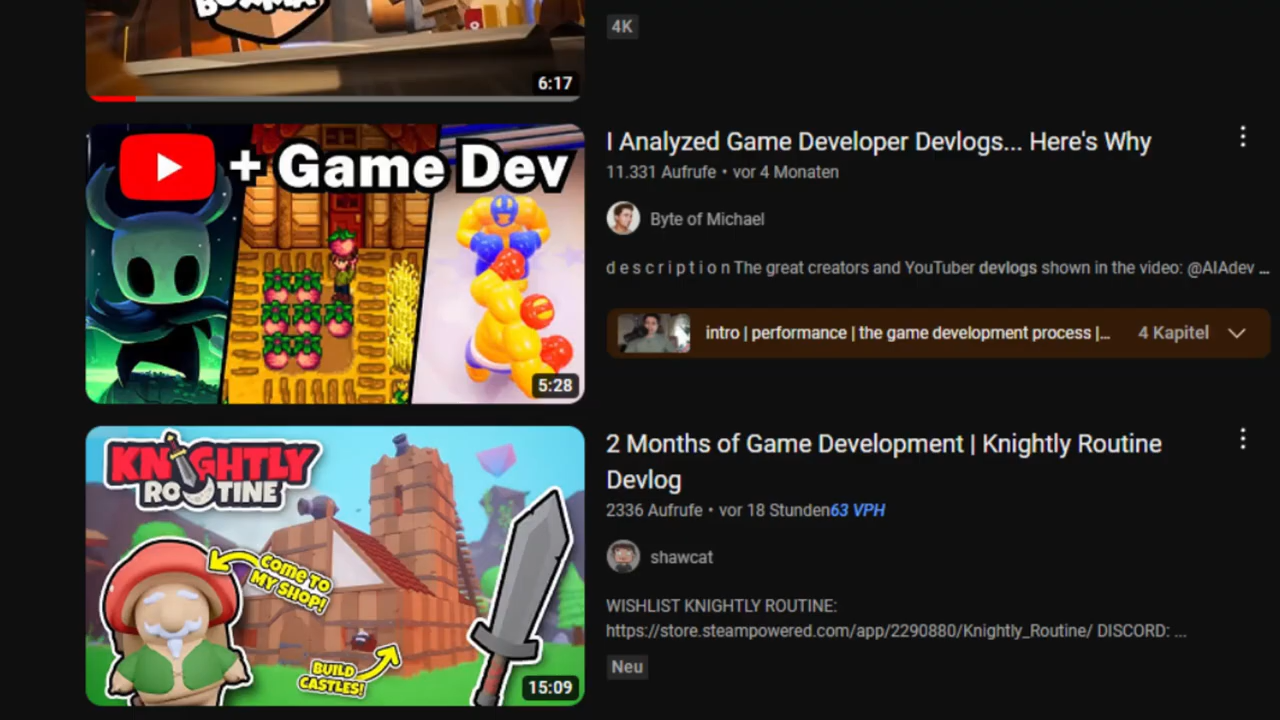 4K
6:17
+ Game Dev
5:28
I Analyzed Game Developer Devlogs... Here's Why
11.331 Aufrufe • vor 4 Monaten
Byte of Michael
d e s c r i p t i o n The great creators and YouTuber devlogs shown in the video: @AIAdev ...
intro | performance | the game development process |... 4 Kapitel
KNIGHTLY
ROUTINE
COME TO
MY SHOP!
BUILD
CASTLES!
15:09
2 Months of Game Development | Knightly Routine
Devlog
2336 Aufrufe • vor 18 Stunden63 VPH
shawcat
WISHLIST KNIGHTLY ROUTINE:
https://store.steampowered.com/app/2290880/Knightly_Routine/ DISCORD: ...
Neu